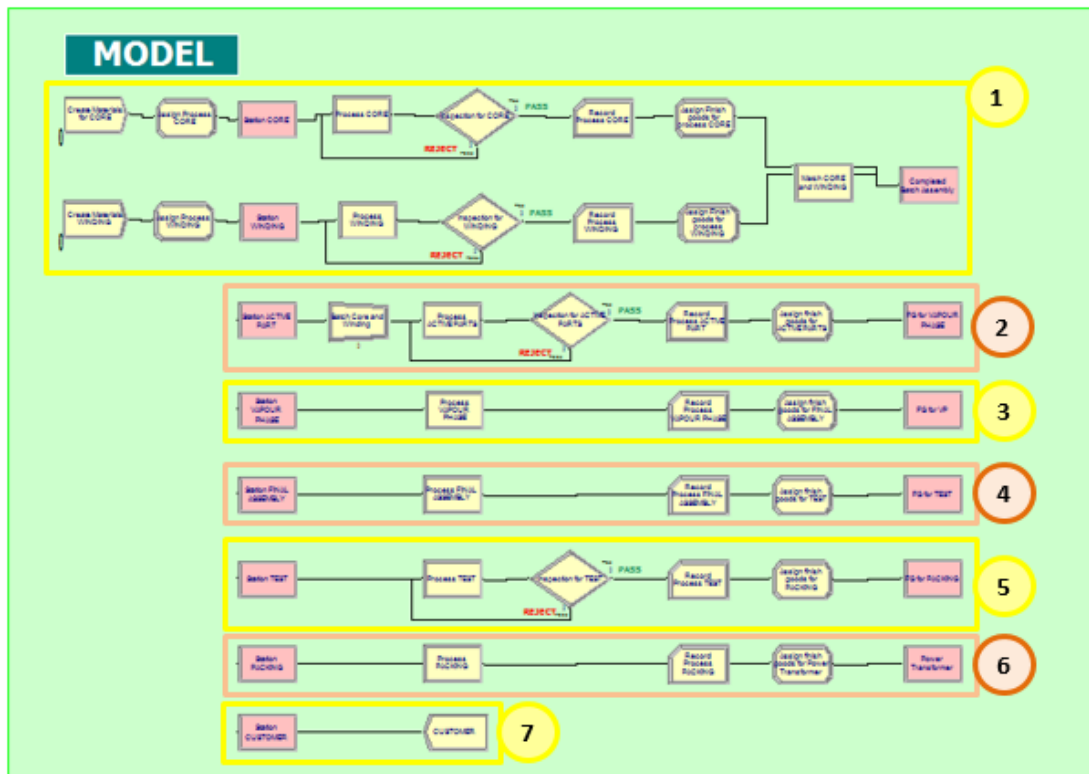 MODEL
1
Create Materials
for CORE
Assign Process
CORE
Station CORE
Process CORE
Inspection for CORE
True
PASS
REJECT
False
Record
Process CORE
Assign Finish
goods for
process CORE
Match CORE
and WINDING
Completed
Batch Assembly
Create Materials
WINDING
Assign Process
WINDING
Station
WINDING
Process
WINDING
Inspection for
WINDING
True
PASS
REJECT
False
Record
Process
WINDING
Assign Finish
goods for
process WINDING
2
Station ACTIVE
PART
Batch Core and
Winding
Process
ACTIVE PARTS
Inspection for ACTIVE
PARTS
True
PASS
REJECT
False
Record
Process ACTIVE
PART
Assign finish
goods for
ACTIVE PARTS
FG for VAPOUR
PHASE
3
Station
VAPOUR
PHASE
Process
VAPOUR
PHASE
Record
Process
VAPOUR PHASE
Assign finish
goods for FINAL
ASSEMBLY
FG for VP
4
Station FINAL
ASSEMBLY
Process FINAL
ASSEMBLY
Record
Process FINAL
ASSEMBLY
Assign finish
goods for TEST
FG for TEST
5
Station TEST
Process TEST
Inspection for TEST
True
PASS
REJECT
False
Record
Process TEST
Assign finish
goods for
PACKING
FG for PACKING
6
Station
PACKING
Process
PACKING
Record
Process
PACKING
Assign finish
goods for Power
Transformer
Power
Transformer
7
Station
CUSTOMER
CUSTOMER